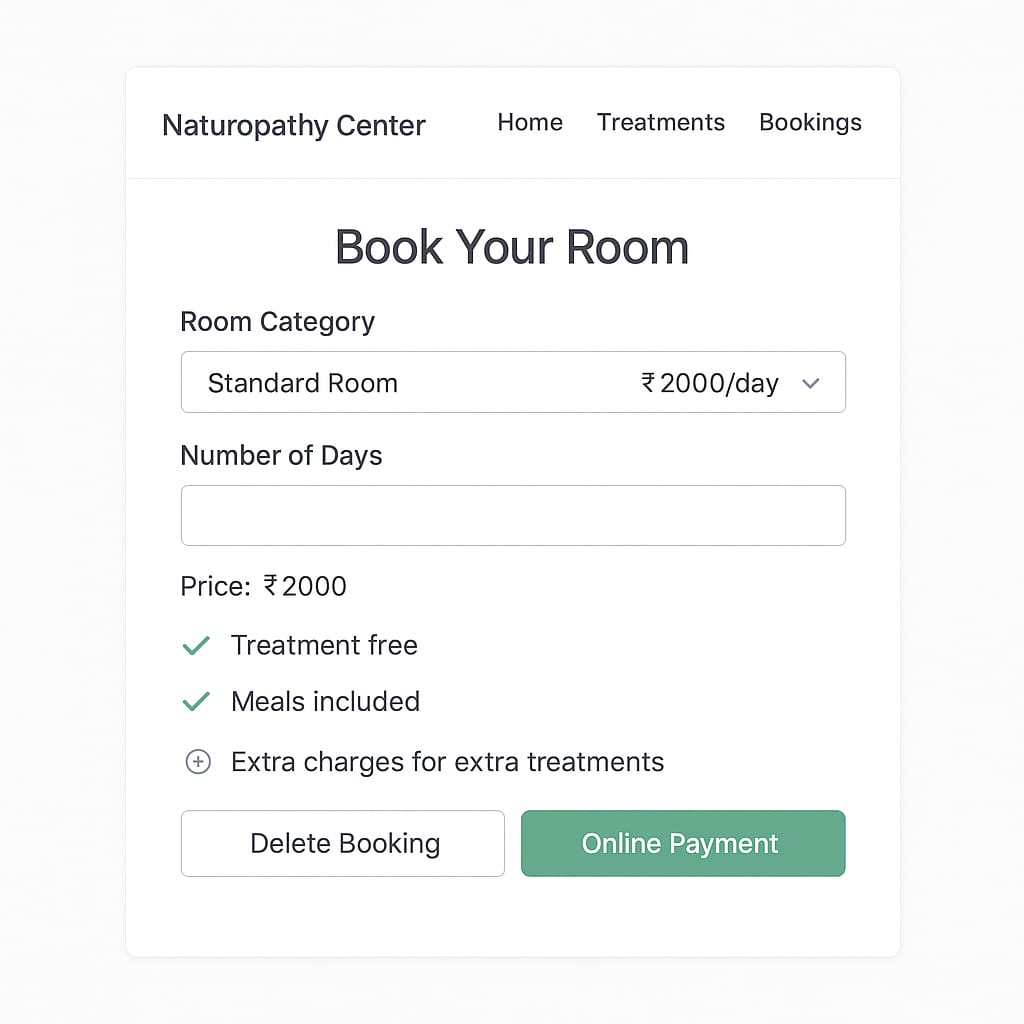 Naturopathy Center
Home Treatments Bookings
Book Your Room
Room Category
Standard Room ₹2000/day
Number of Days
Price: ₹2000
Treatment free
Meals included
Extra charges for extra treatments
Delete Booking
Online Payment